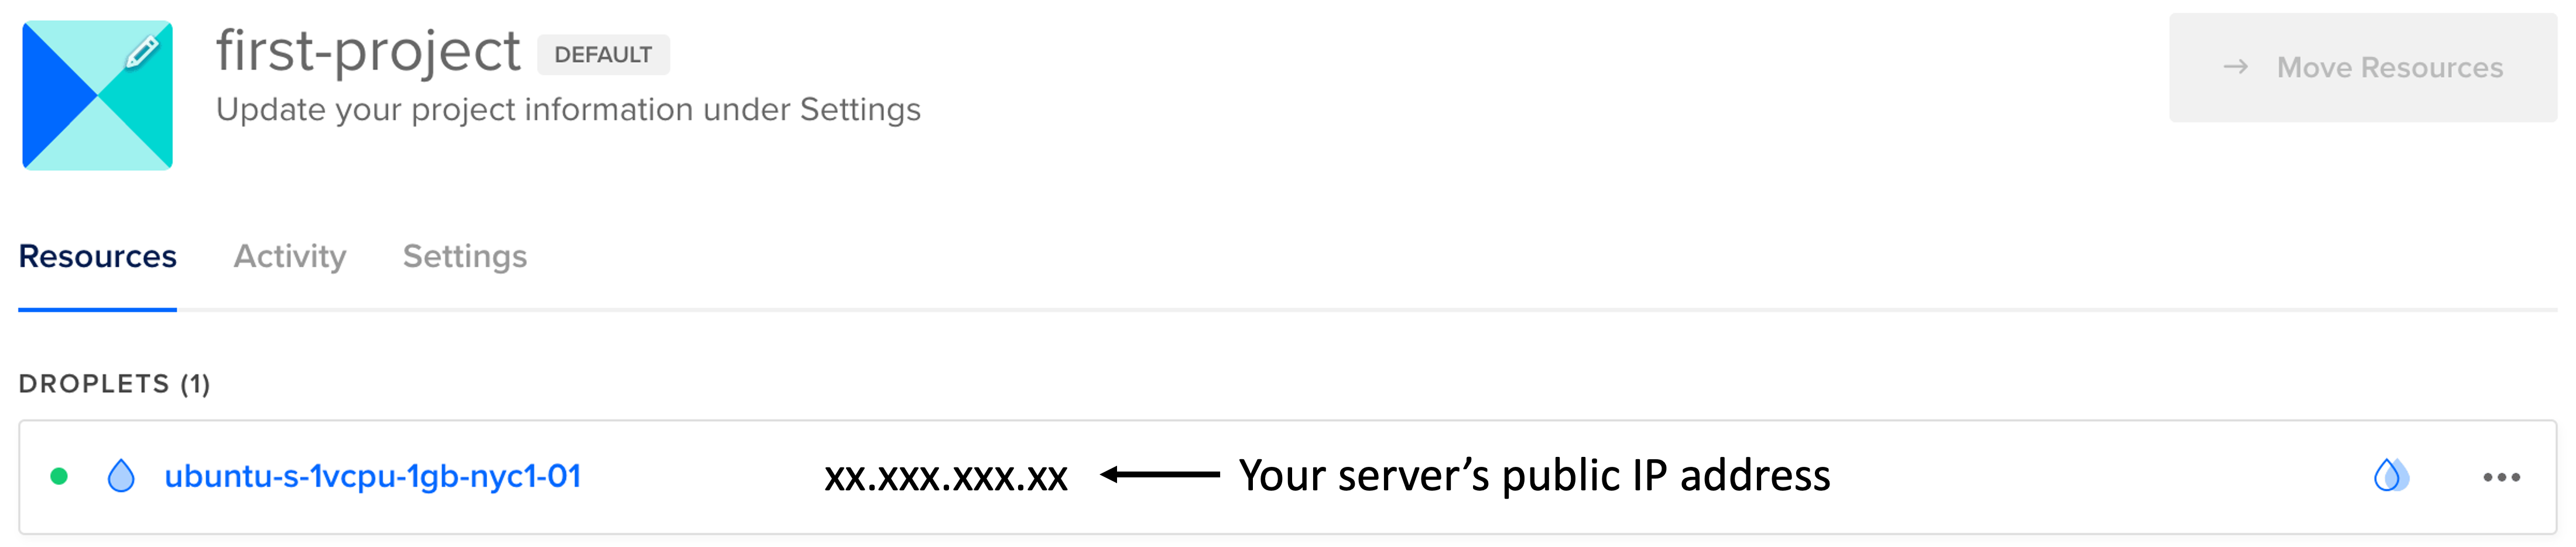 first-project DEFAULT
Update your project information under Settings
→ Move Resources
Resources Activity Settings
DROPLETS (1)
ubuntu-s-1vcpu-1gb-nyc1-01 xx.xxx.xxx.xx Your server’s public IP address